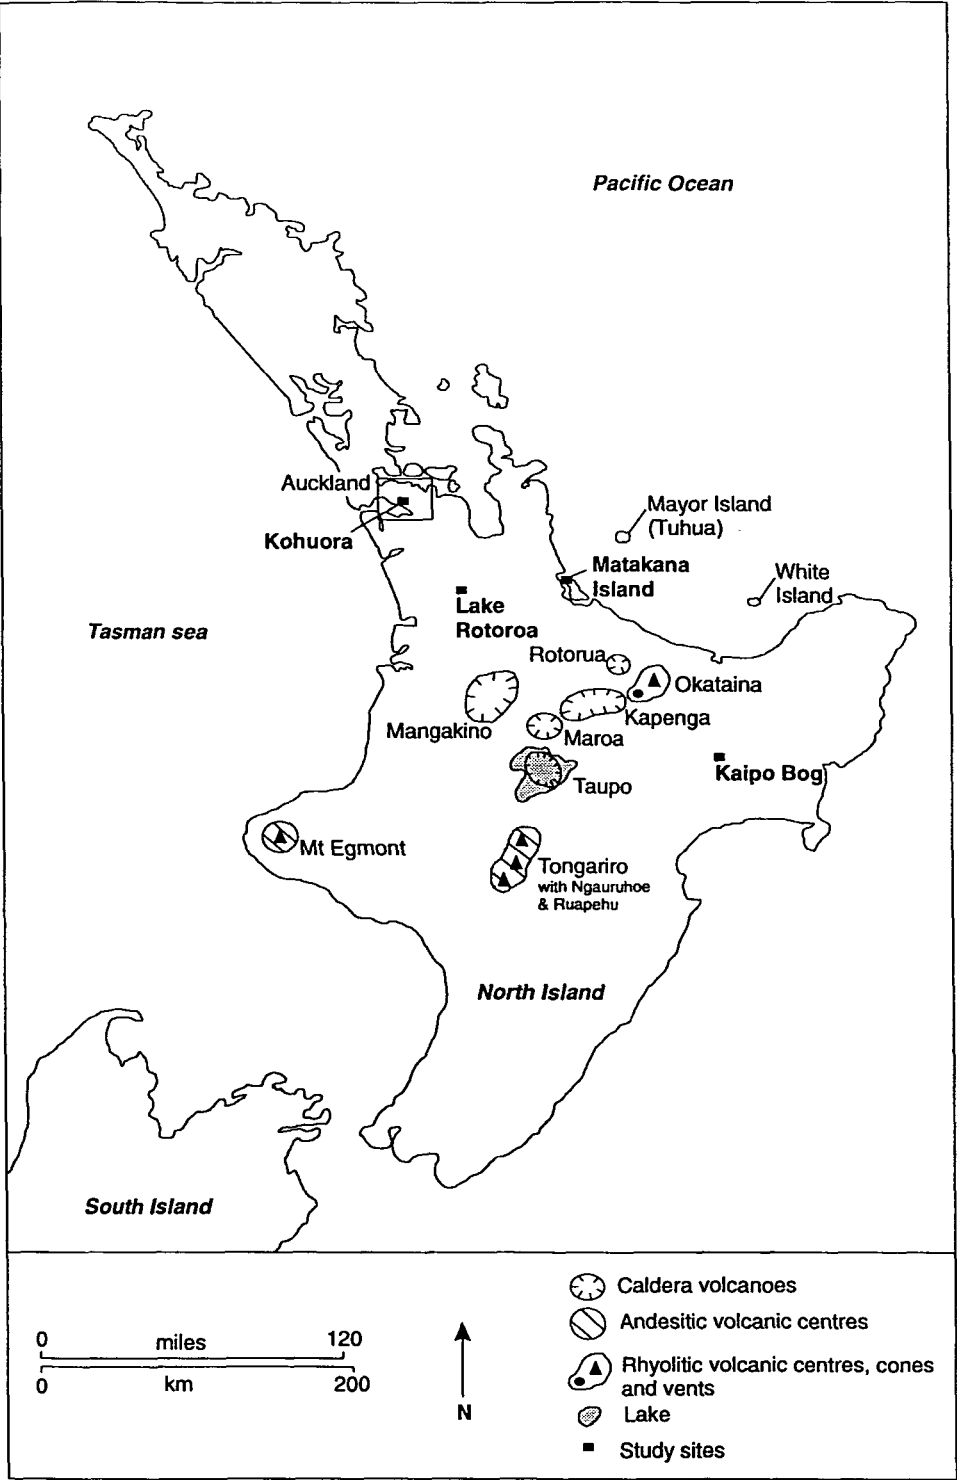 Pacific Ocean
Auckland
Kohuora
Mayor Island
(Tuhua)
Matakana
Island
White
Island
Lake
Rotoroa
Tasman sea
Rotorua
Okataina
Kapenga
Mangakino
Maroa
Kaipo Bog
Taupo
Mt Egmont
Tongariro
with Ngauruhoe
& Ruapehu
North Island
South Island
0 miles 120
0 km 200
N
Caldera volcanoes
Andesitic volcanic centres
Rhyolitic volcanic centres, cones
and vents
Lake
Study sites